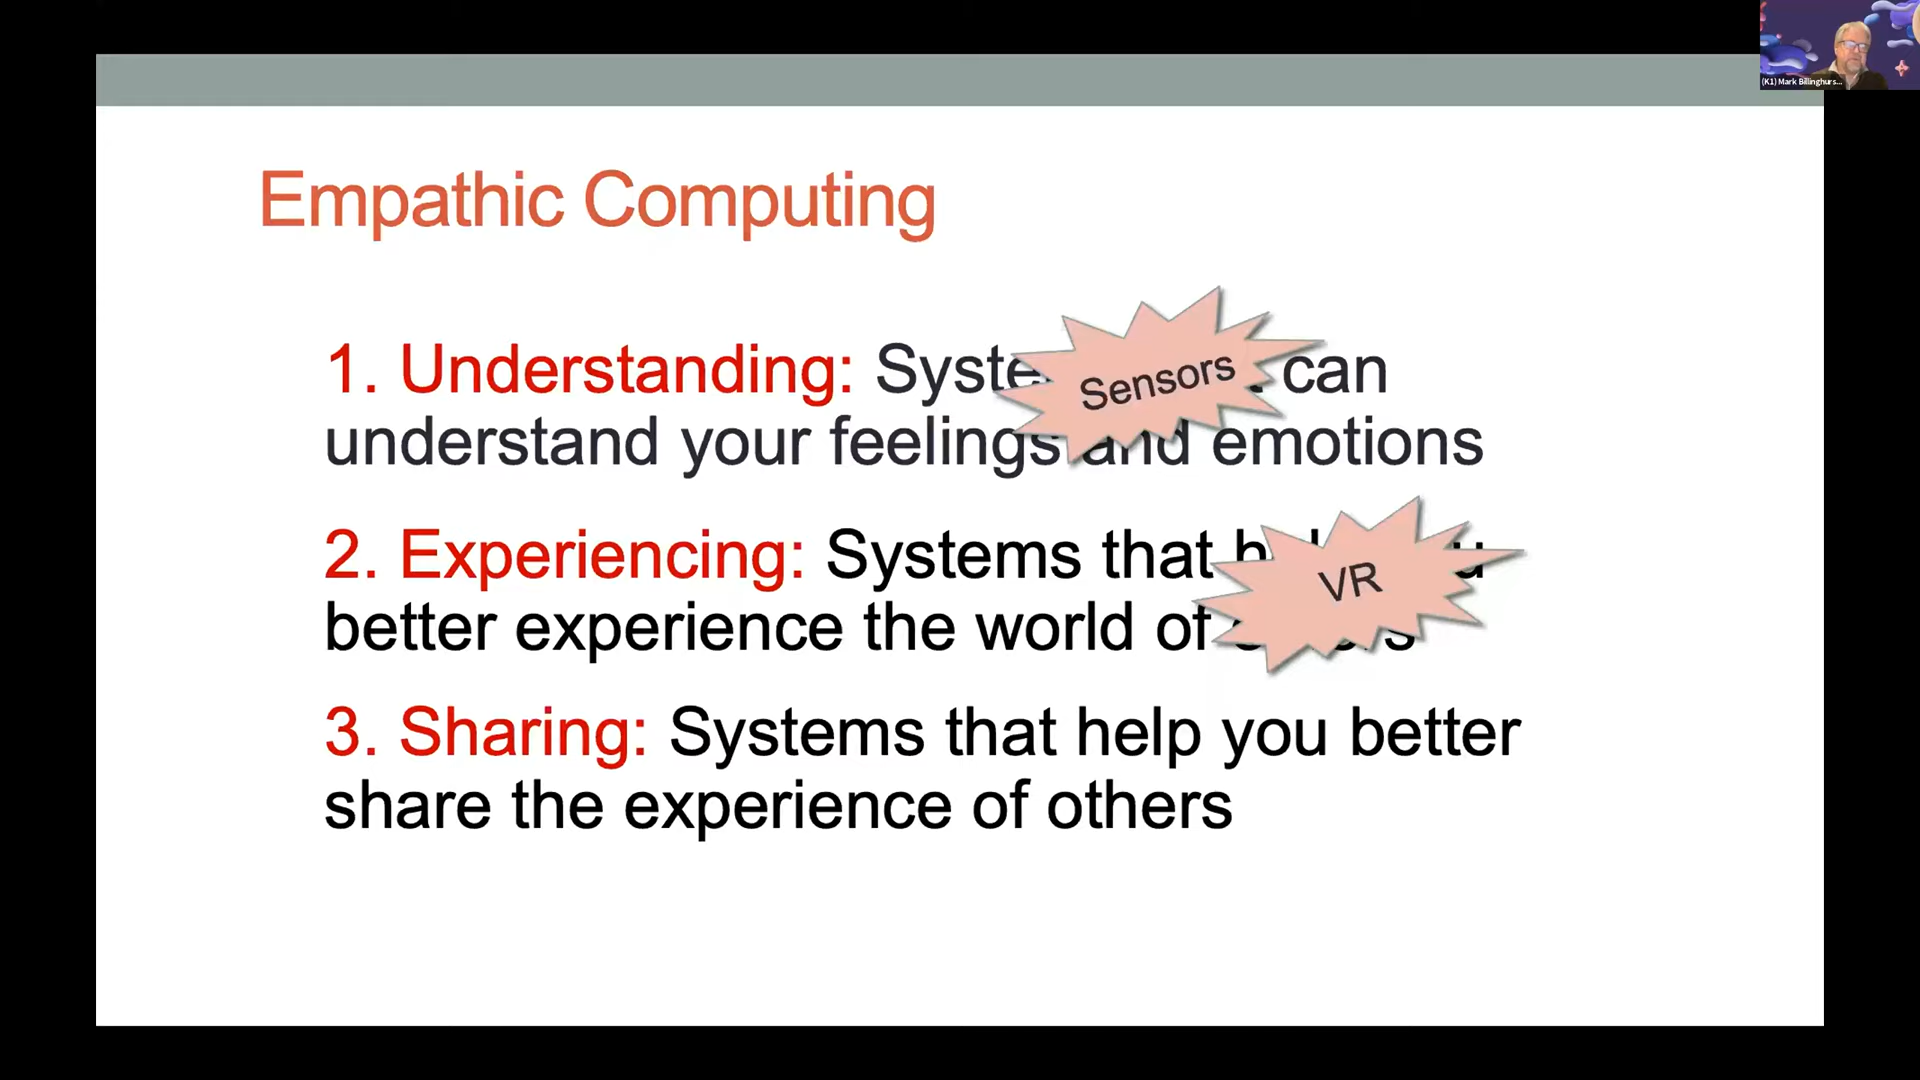 (K1) Mark Billinghurs...
Empathic Computing
1. Understanding: Syste can
Sensors
understand your feelings and emotions
2. Experiencing: Systems that
VR
better experience the world of
3. Sharing: Systems that help you better
share the experience of others